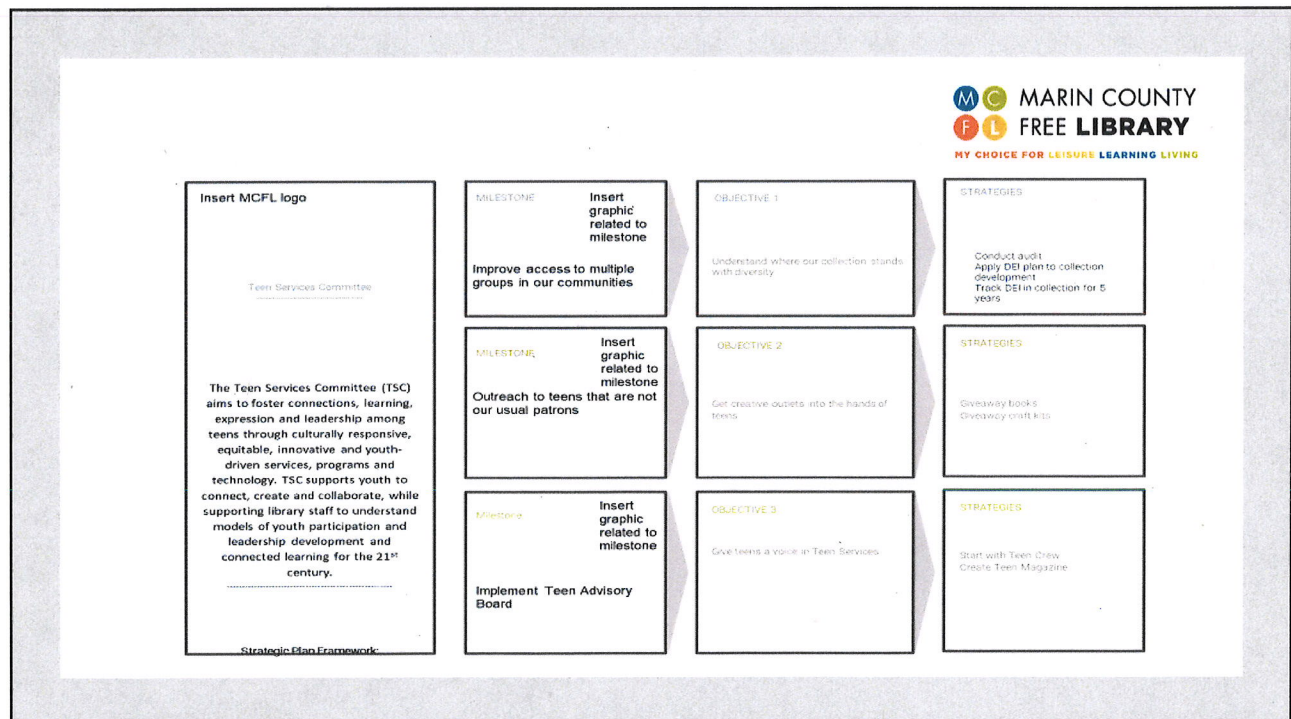 M C MARIN COUNTY
F L FREE LIBRARY
MY CHOICE FOR LEISURE LEARNING LIVING
Insert MCFL logo
Teen Services Committee
The Teen Services Committee (TSC)
aims to foster connections, learning,
expression and leadership among
teens through culturally responsive,
equitable, innovative and youth-
driven services, programs and
technology. TSC supports youth to
connect, create and collaborate, while
supporting library staff to understand
models of youth participation and
leadership development and
connected learning for the 21st
century.
Strategic Plan Framework:
MILESTONE
Insert
graphic
related to
milestone
Improve access to multiple
groups in our communities
OBJECTIVE 1
Understand where our collection stands
with diversity
STRATEGIES
Conduct audit
Apply DEI plan to collection
development
Track DEI in collection for 5
years
MILESTONE
Insert
graphic
related to
milestone
Outreach to teens that are not
our usual patrons
OBJECTIVE 2
Get creative outlets into the hands of
teens
STRATEGIES
Giveaway books
Giveaway craft kits
Milestone
Insert
graphic
related to
milestone
Implement Teen Advisory
Board
OBJECTIVE 3
Give teens a voice in Teen Services
STRATEGIES
Start with Teen Crew
Create Teen Magazine